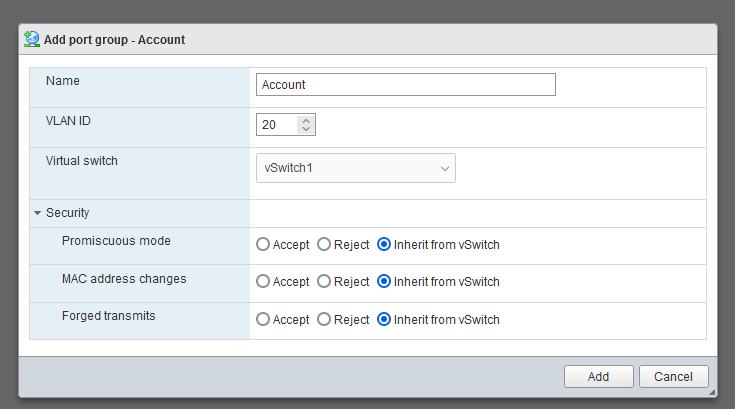 Add port group - Account
Name
Account
VLAN ID
20
Virtual switch
vSwitch1
Security
Promiscuous mode
Accept Reject Inherit from vSwitch
MAC address changes
Accept Reject Inherit from vSwitch
Forged transmits
Accept Reject Inherit from vSwitch
Add Cancel